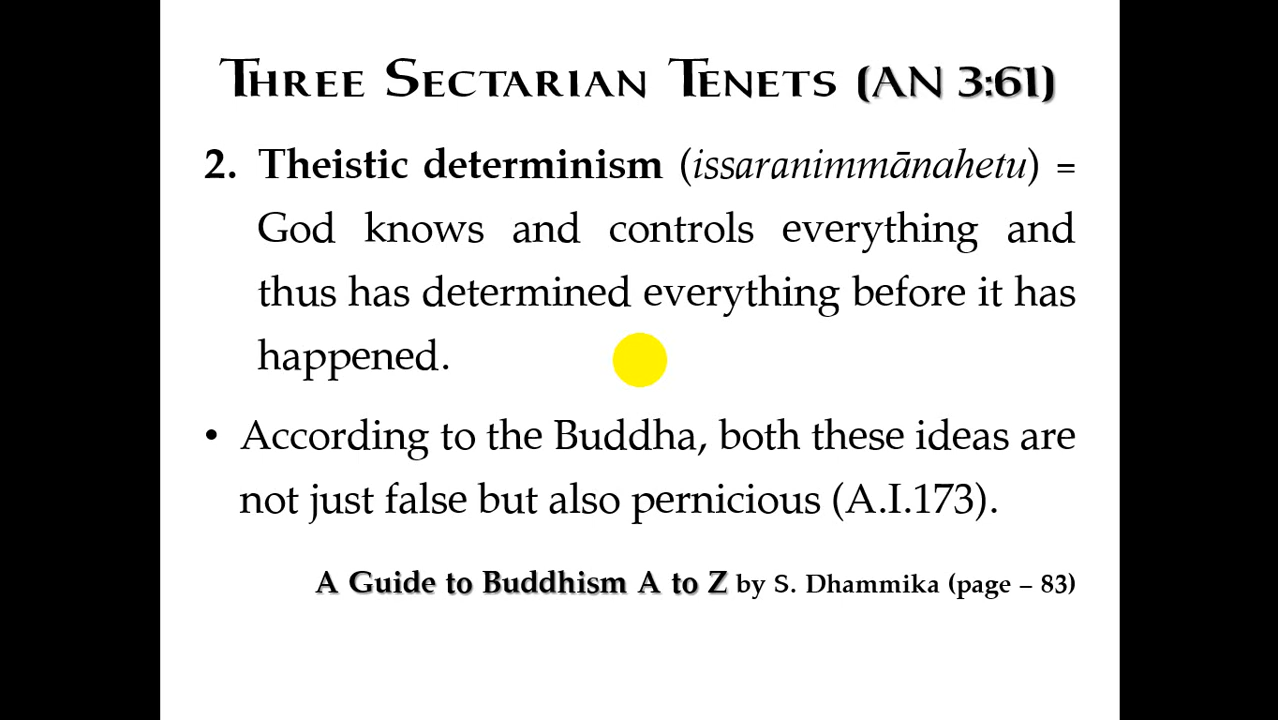 Three Sectarian Tenets (AN 3:61)
2. Theistic determinism (issaranimmānahetu) =
God knows and controls everything and
thus has determined everything before it has
happened.
• According to the Buddha, both these ideas are
not just false but also pernicious (A.I.173).
A Guide to Buddhism A to Z by S. Dhammika (page – 83)